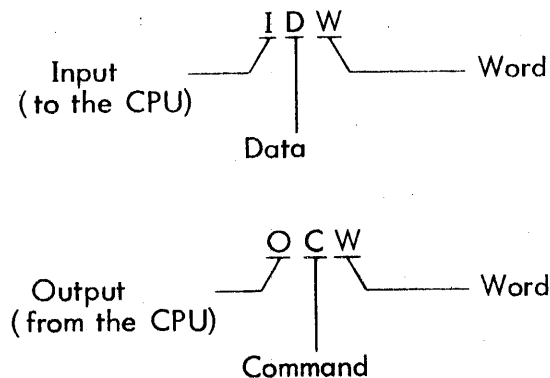 I D W
Input
(to the CPU)
Word
Data
O C W
Output
(from the CPU)
Word
Command